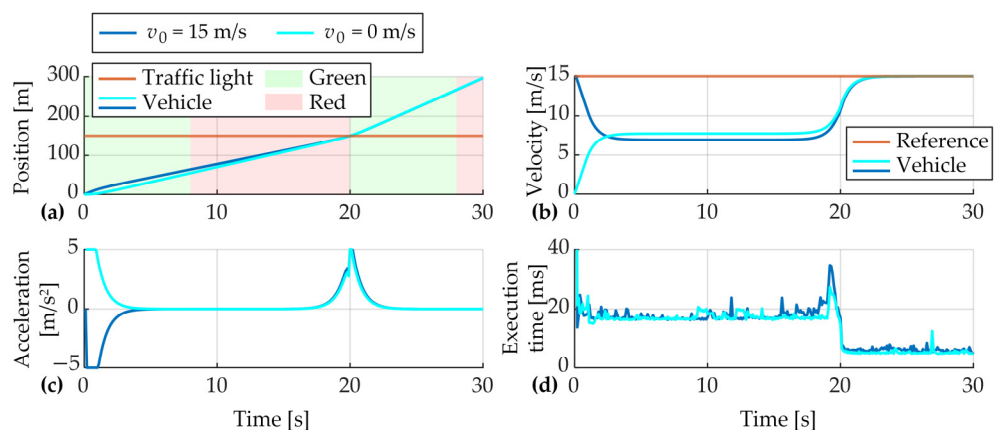 v₀ = 15 m/s v₀ = 0 m/s
Traffic light Green
Vehicle Red
Position [m]
300
200
100
0
(a)
0 10 20 30
Velocity [m/s]
15
10
5
0
Reference
Vehicle
(b)
0 10 20 30
Acceleration
[m/s²]
5
0
−5
(c)
0 10 20 30
Time [s]
Execution
time [ms]
40
20
0
(d)
0 10 20 30
Time [s]